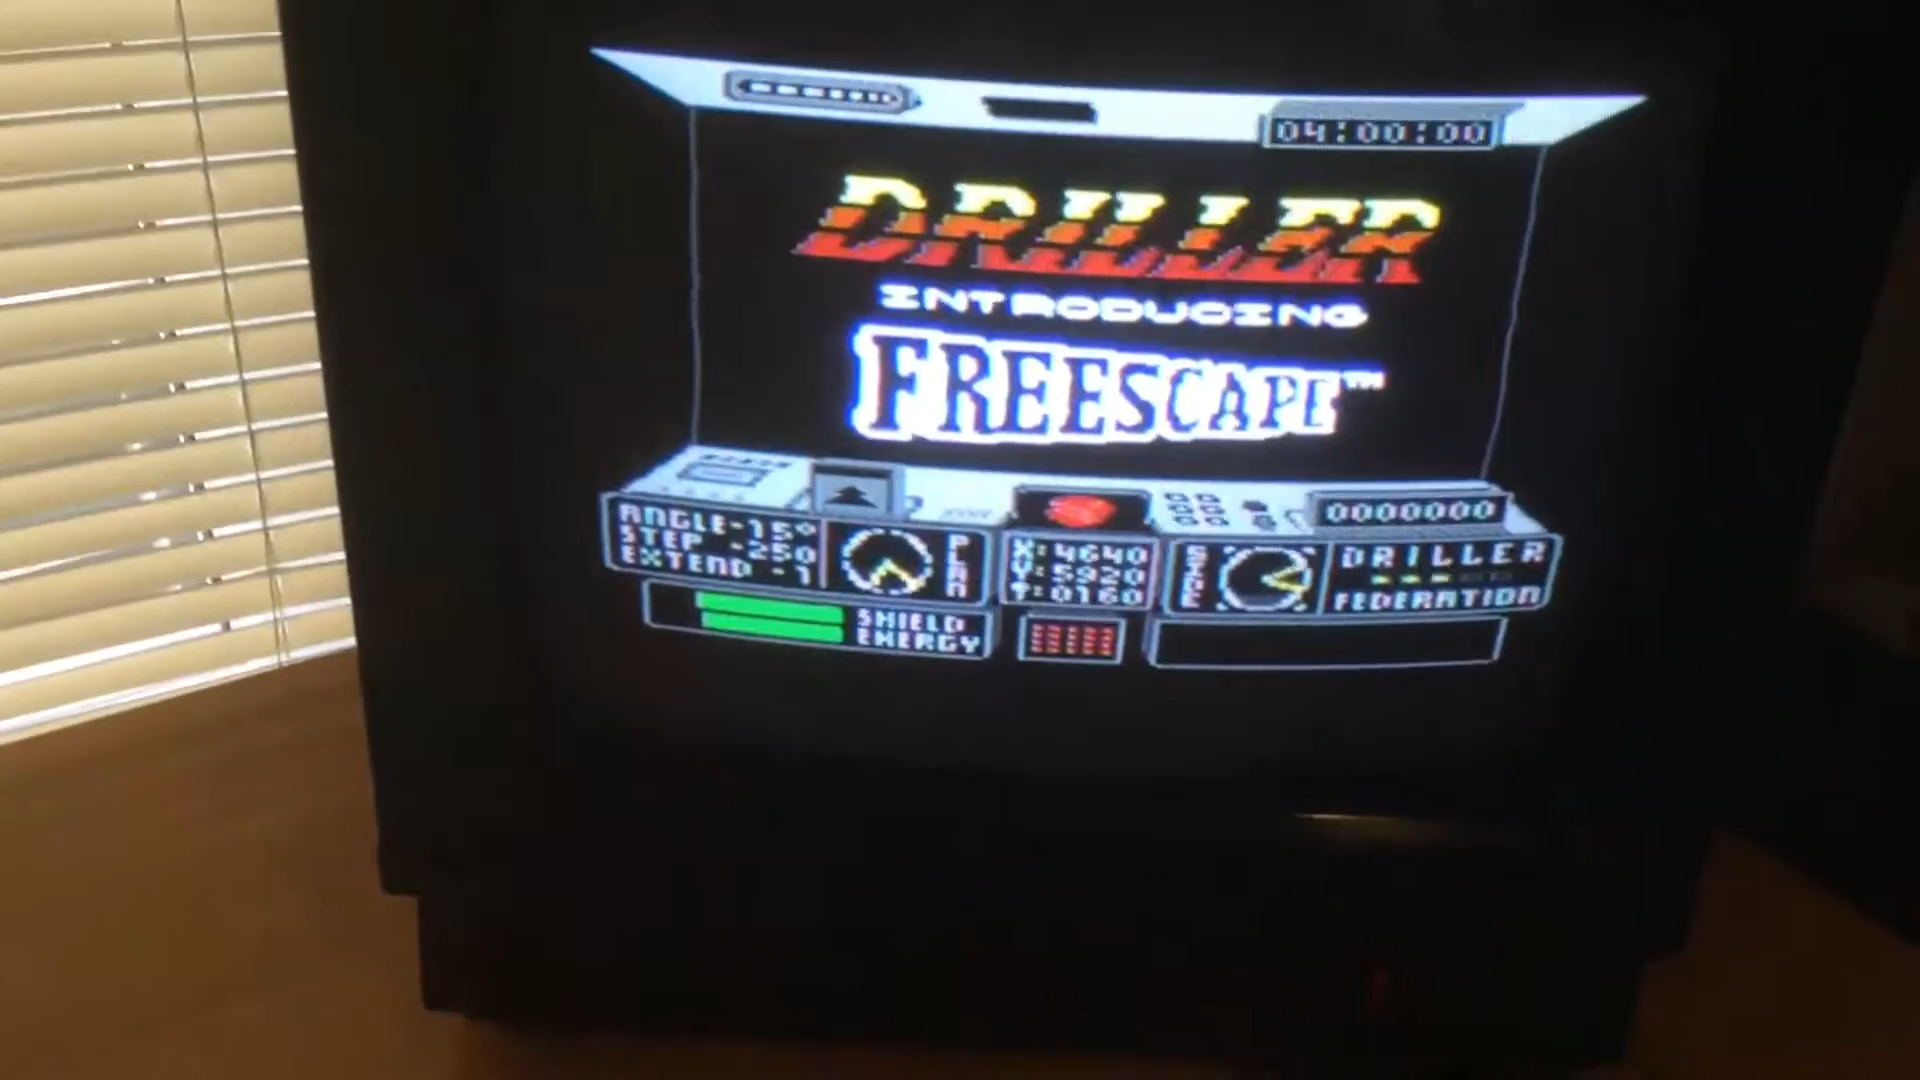 04:00:00
DRILLER
INTRODUCING
FREESCAPE™
0000000
ANGLE-15°
STEP -250
EXTEND -1
PLAN
X:4640
Y:5920
T:0160
SIDE
DRILLER
FEDERATION
SHIELD
ENERGY